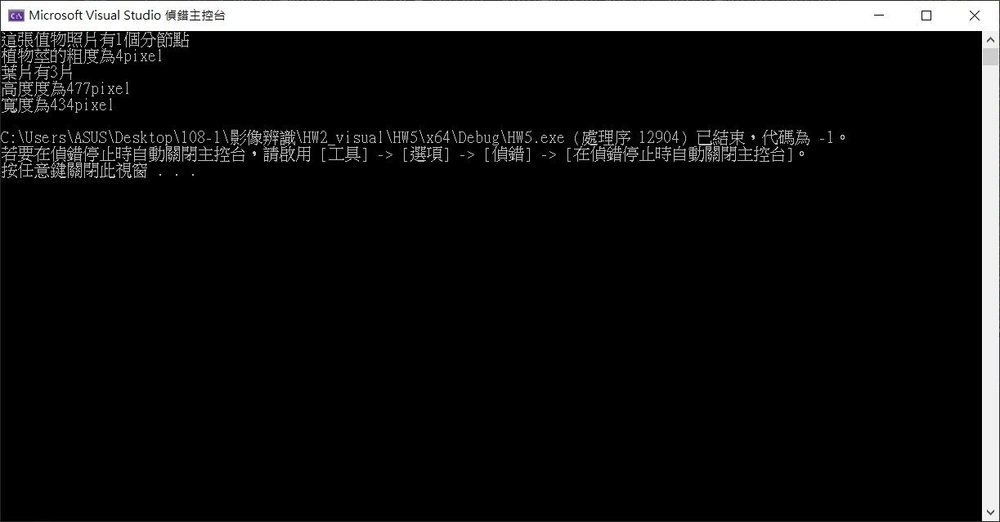 Microsoft Visual Studio 偵錯主控台
這張值物照片有1個分節點
植物莖的粗度為4pixel
葉片有3片
高度度為477pixel
寬度為434pixel
C:\Users\ASUS\Desktop\108-1\影像辨識\HW2_visual\HW5\x64\Debug\HW5.exe (處理序 12904) 已結束，代碼為 -1。
若要在偵錯停止時自動關閉主控台，請啟用 [工具] -> [選項] -> [偵錯] -> [在偵錯停止時自動關閉主控台]。
按任意鍵關閉此視窗 . . .